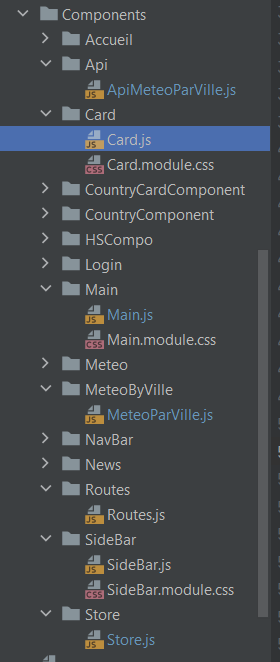 Components
Accueil
Api
ApiMeteoParVille.js
Card
Card.js
Card.module.css
CountryCardComponent
CountryComponent
HSCompo
Login
Main
Main.js
Main.module.css
Meteo
MeteoByVille
MeteoParVille.js
NavBar
News
Routes
Routes.js
SideBar
SideBar.js
SideBar.module.css
Store
Store.js